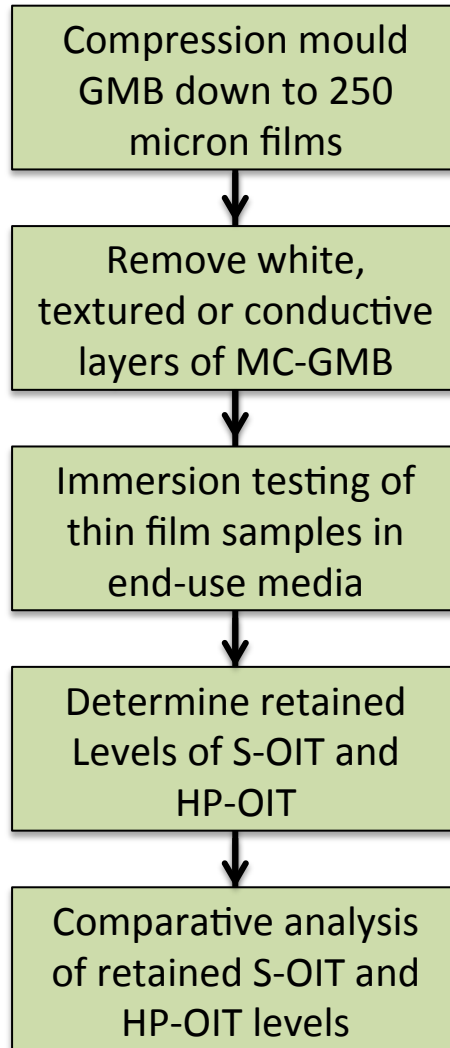 Compression mould
GMB down to 250
micron films
Remove white,
textured or conductive
layers of MC-GMB
Immersion testing of
thin film samples in
end-use media
Determine retained
Levels of S-OIT and
HP-OIT
Comparative analysis
of retained S-OIT and
HP-OIT levels